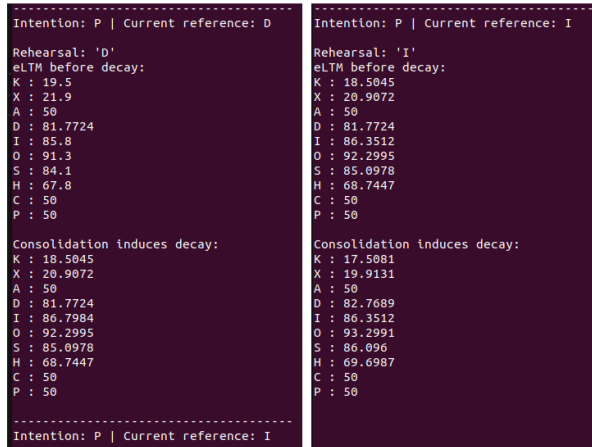 --------------------------------------
Intention: P | Current reference: D
Rehearsal: 'D'
eLTM before decay:
K : 19.5
X : 21.9
A : 50
D : 81.7724
I : 85.8
O : 91.3
S : 84.1
H : 67.8
C : 50
P : 50
Consolidation induces decay:
K : 18.5045
X : 20.9072
A : 50
D : 81.7724
I : 86.7984
O : 92.2995
S : 85.0978
H : 68.7447
C : 50
P : 50
--------------------------------------
Intention: P | Current reference: I
--------------------------------------
Intention: P | Current reference: I
Rehearsal: 'I'
eLTM before decay:
K : 18.5045
X : 20.9072
A : 50
D : 81.7724
I : 86.3512
O : 92.2995
S : 85.0978
H : 68.7447
C : 50
P : 50
Consolidation induces decay:
K : 17.5081
X : 19.9131
A : 50
D : 82.7689
I : 86.3512
O : 93.2991
S : 86.096
H : 69.6987
C : 50
P : 50